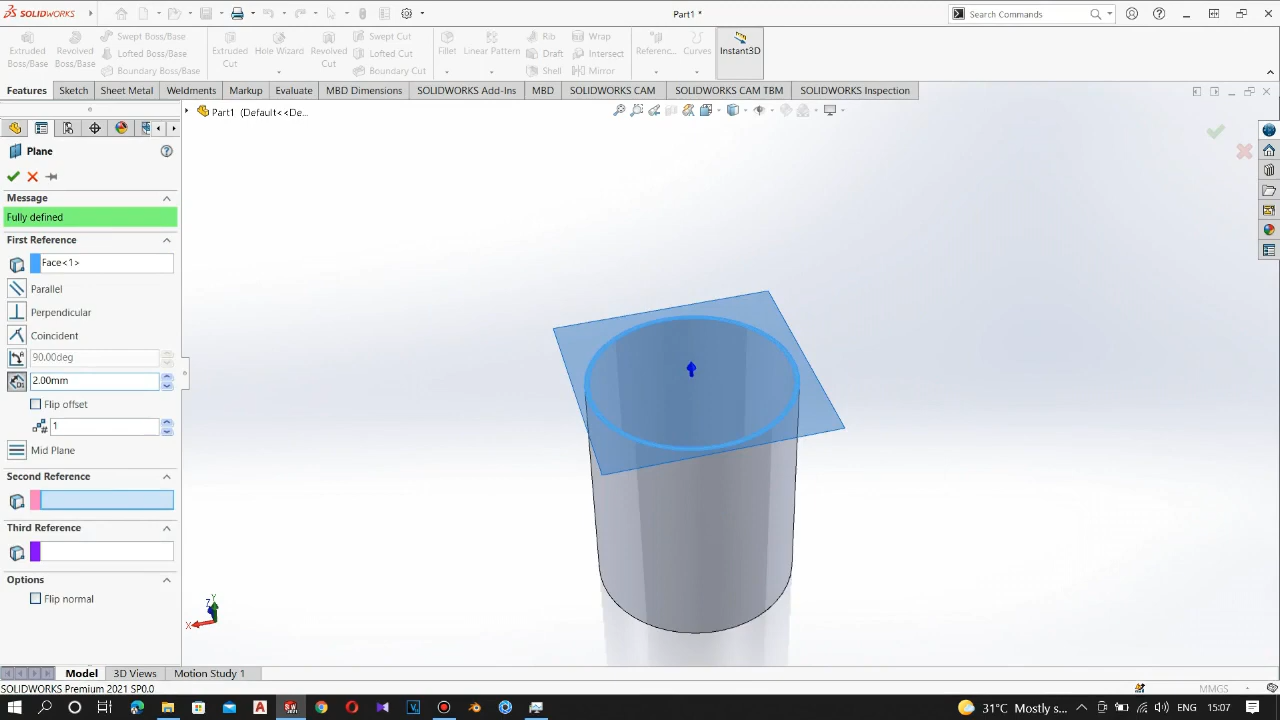 SOLIDWORKS
Part1 *
Search Commands
Extruded Boss/Base
Revolved Boss/Base
Swept Boss/Base
Lofted Boss/Base
Boundary Boss/Base
Extruded Cut
Hole Wizard
Revolved Cut
Swept Cut
Lofted Cut
Boundary Cut
Fillet
Linear Pattern
Rib
Draft
Shell
Wrap
Intersect
Mirror
Referenc...
Curves
Instant3D
Features
Sketch
Sheet Metal
Weldments
Markup
Evaluate
MBD Dimensions
SOLIDWORKS Add-Ins
MBD
SOLIDWORKS CAM
SOLIDWORKS CAM TBM
SOLIDWORKS Inspection
Part1 (Default<<De...
Plane
Message
Fully defined
First Reference
Face<1>
Parallel
Perpendicular
Coincident
90.00deg
2.00mm
Flip offset
1
Mid Plane
Second Reference
Third Reference
Options
Flip normal
Y
Z
X
Model
3D Views
Motion Study 1
SOLIDWORKS Premium 2021 SP0.0
MMGS
31°C Mostly s...
ENG
15:07